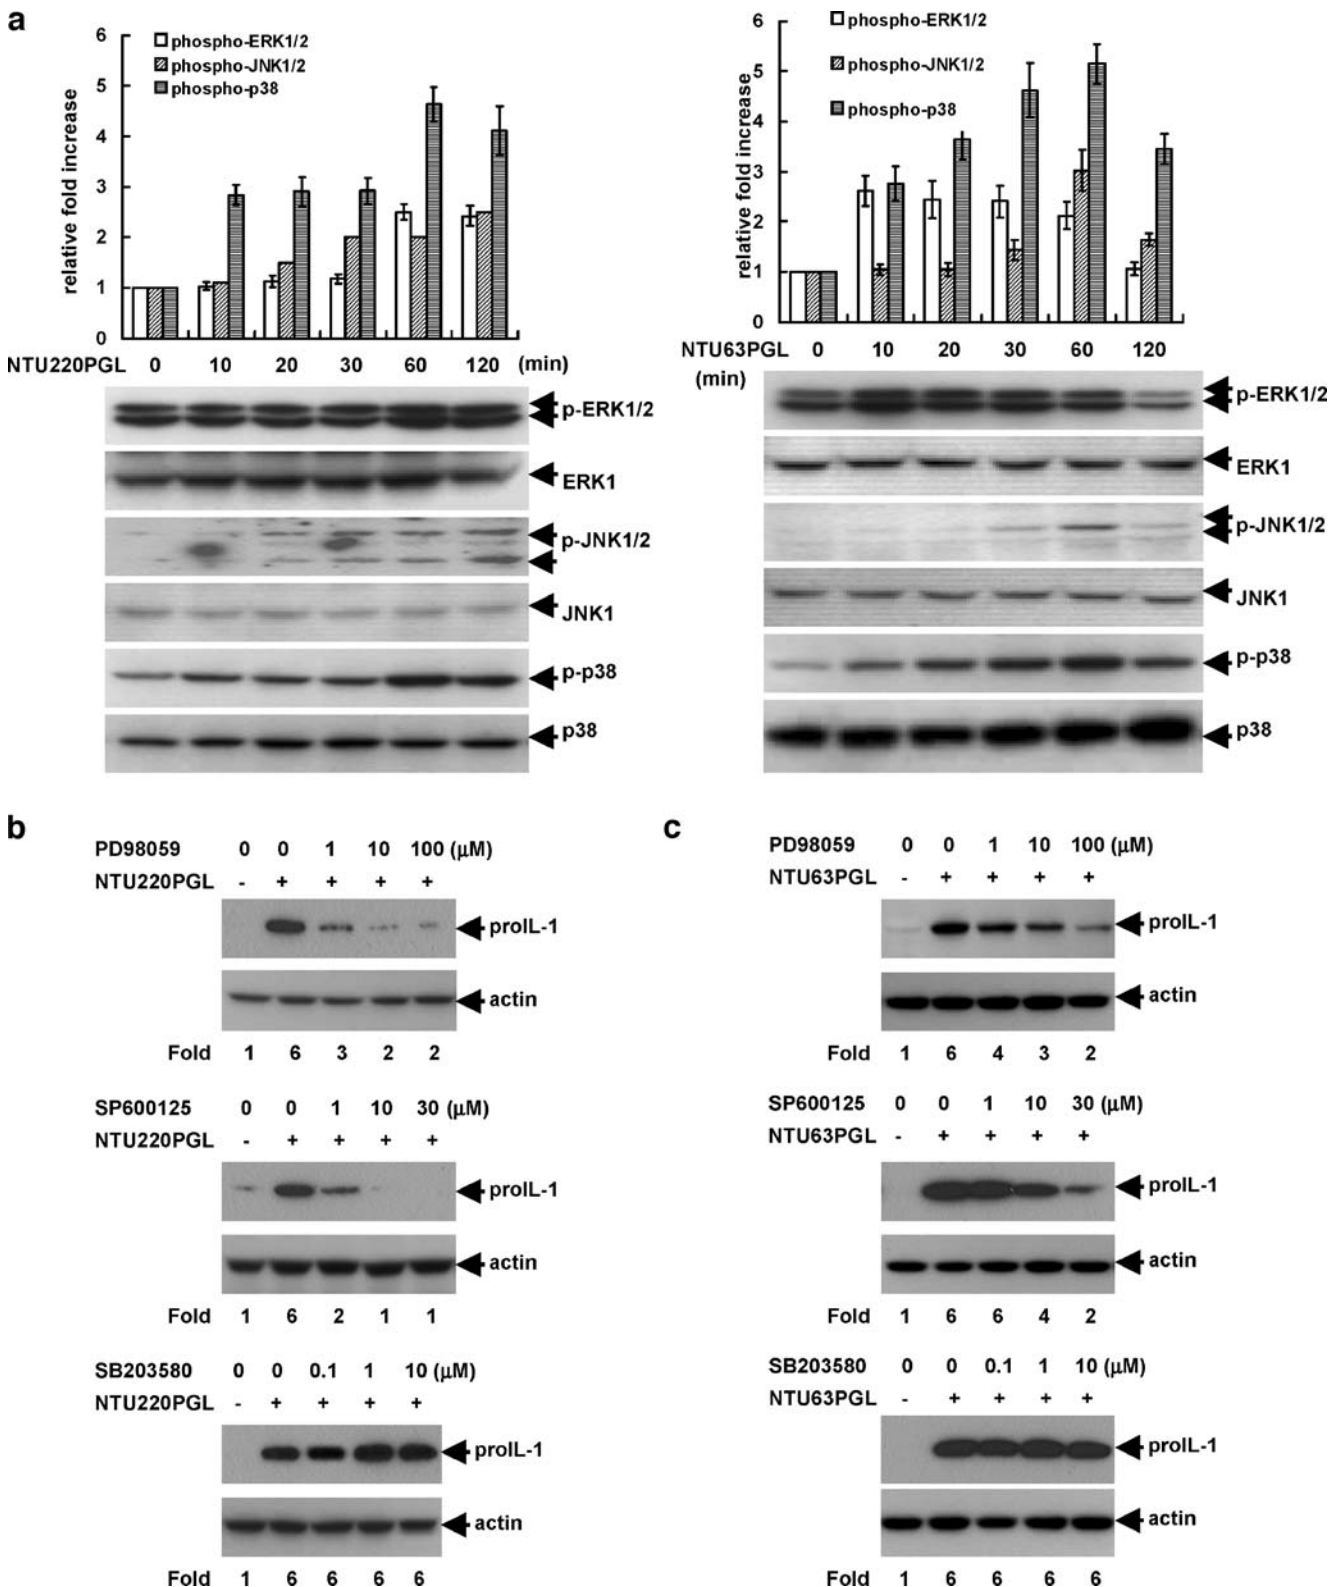 a
6
5
4
3
2
1
0
relative fold increase
phospho-ERK1/2
phospho-JNK1/2
phospho-p38
NTU220PGL 0 10 20 30 60 120 (min)
p-ERK1/2
ERK1
p-JNK1/2
JNK1
p-p38
p38
6
5
4
3
2
1
0
relative fold increase
phospho-ERK1/2
phospho-JNK1/2
phospho-p38
NTU63PGL 0 10 20 30 60 120
(min)
p-ERK1/2
ERK1
p-JNK1/2
JNK1
p-p38
p38
b
PD98059 0 0 1 10 100 (μM)
NTU220PGL - + + + +
proIL-1
actin
Fold 1 6 3 2 2
SP600125 0 0 1 10 30 (μM)
NTU220PGL - + + + +
proIL-1
actin
Fold 1 6 2 1 1
SB203580 0 0 0.1 1 10 (μM)
NTU220PGL - + + + +
proIL-1
actin
Fold 1 6 6 6 6
c
PD98059 0 0 1 10 100 (μM)
NTU63PGL - + + + +
proIL-1
actin
Fold 1 6 4 3 2
SP600125 0 0 1 10 30 (μM)
NTU63PGL - + + + +
proIL-1
actin
Fold 1 6 6 4 2
SB203580 0 0 0.1 1 10 (μM)
NTU63PGL - + + + +
proIL-1
actin
Fold 1 6 6 6 6